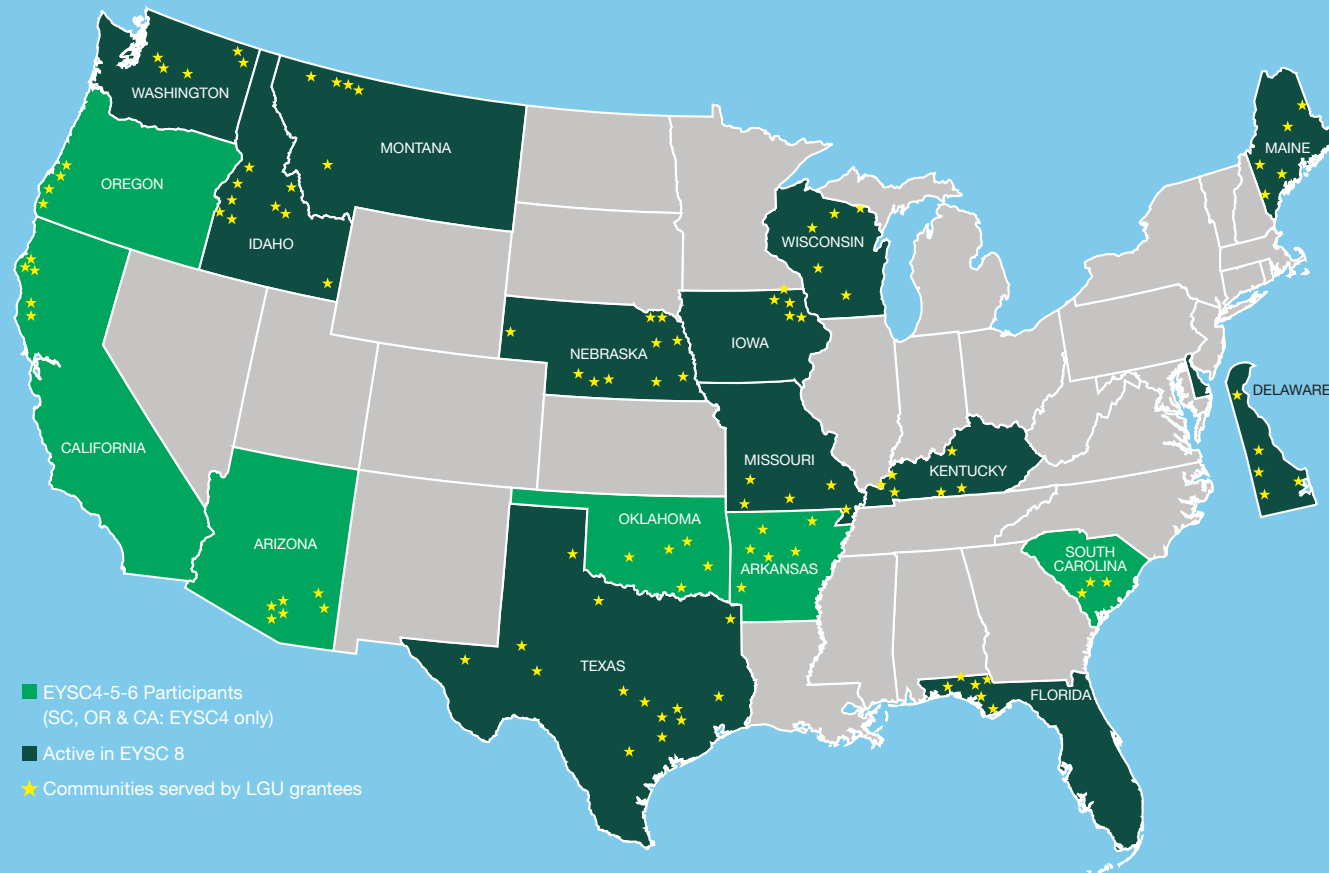 WASHINGTON
MONTANA
MAINE
OREGON
IDAHO
WISCONSIN
NEBRASKA
IOWA
DELAWARE
CALIFORNIA
MISSOURI
KENTUCKY
ARIZONA
OKLAHOMA
ARKANSAS
SOUTH
CAROLINA
TEXAS
FLORIDA
EYSC4-5-6 Participants
(SC, OR & CA: EYSC4 only)
Active in EYSC 8
Communities served by LGU grantees